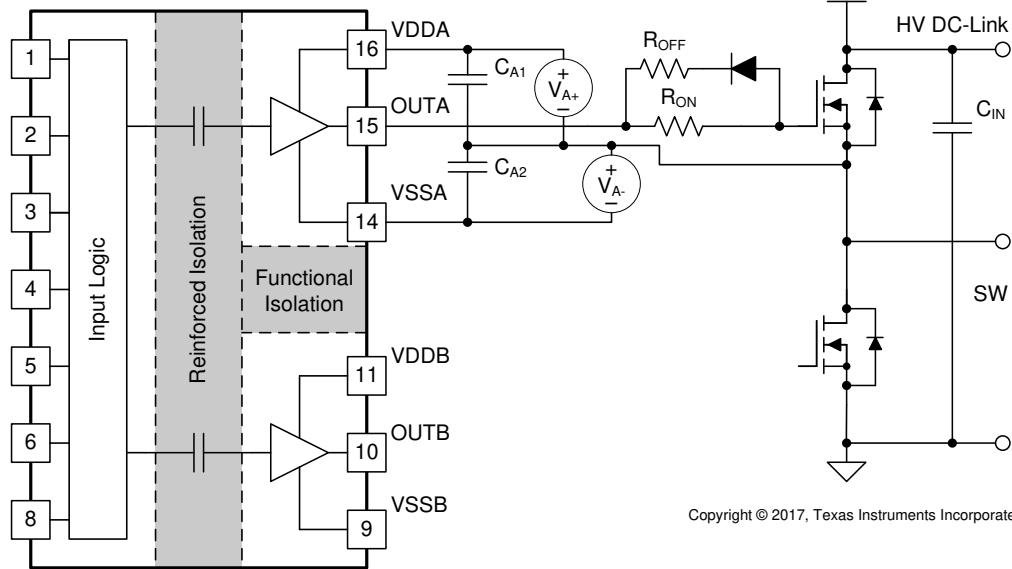 1
2
3
4
5
6
8
Input Logic
Reinforced Isolation
Functional
Isolation
16
15
14
11
10
9
VDDA
OUTA
VSSA
VDDB
OUTB
VSSB
CA1
CA2
+
VA+
−
+
VA-
−
ROFF
RON
HV DC-Link
CIN
SW
Copyright © 2017, Texas Instruments Incorporate